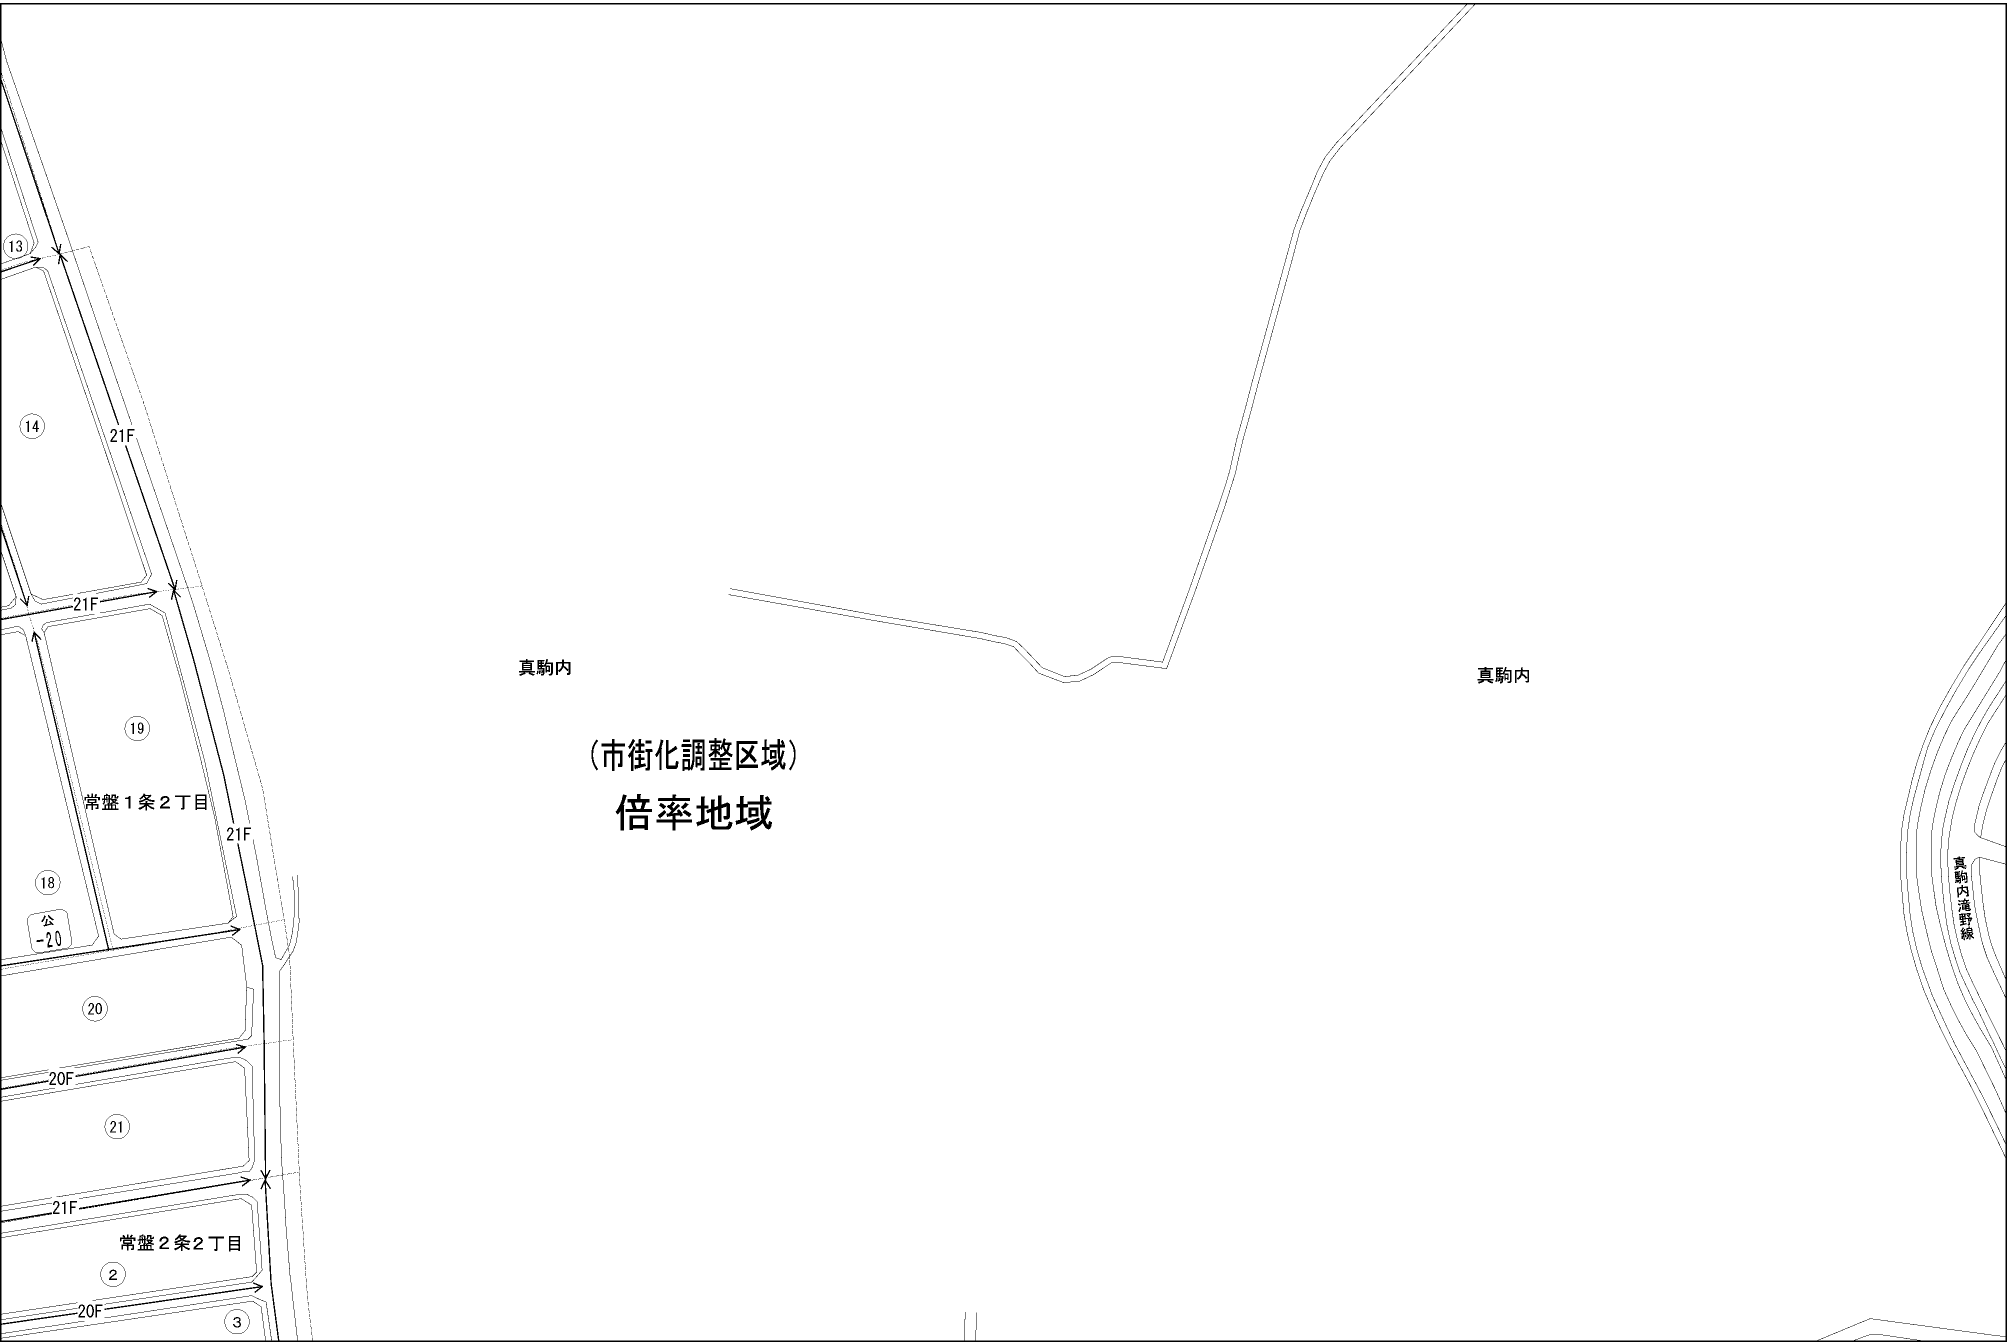 13
14
21F
21F
真駒内
真駒内
19
（市街化調整区域）
常盤１条２丁目
倍率地域
21F
18
公
-20
真駒内滝野線
20
20F
21
21F
常盤２条２丁目
2
20F
3